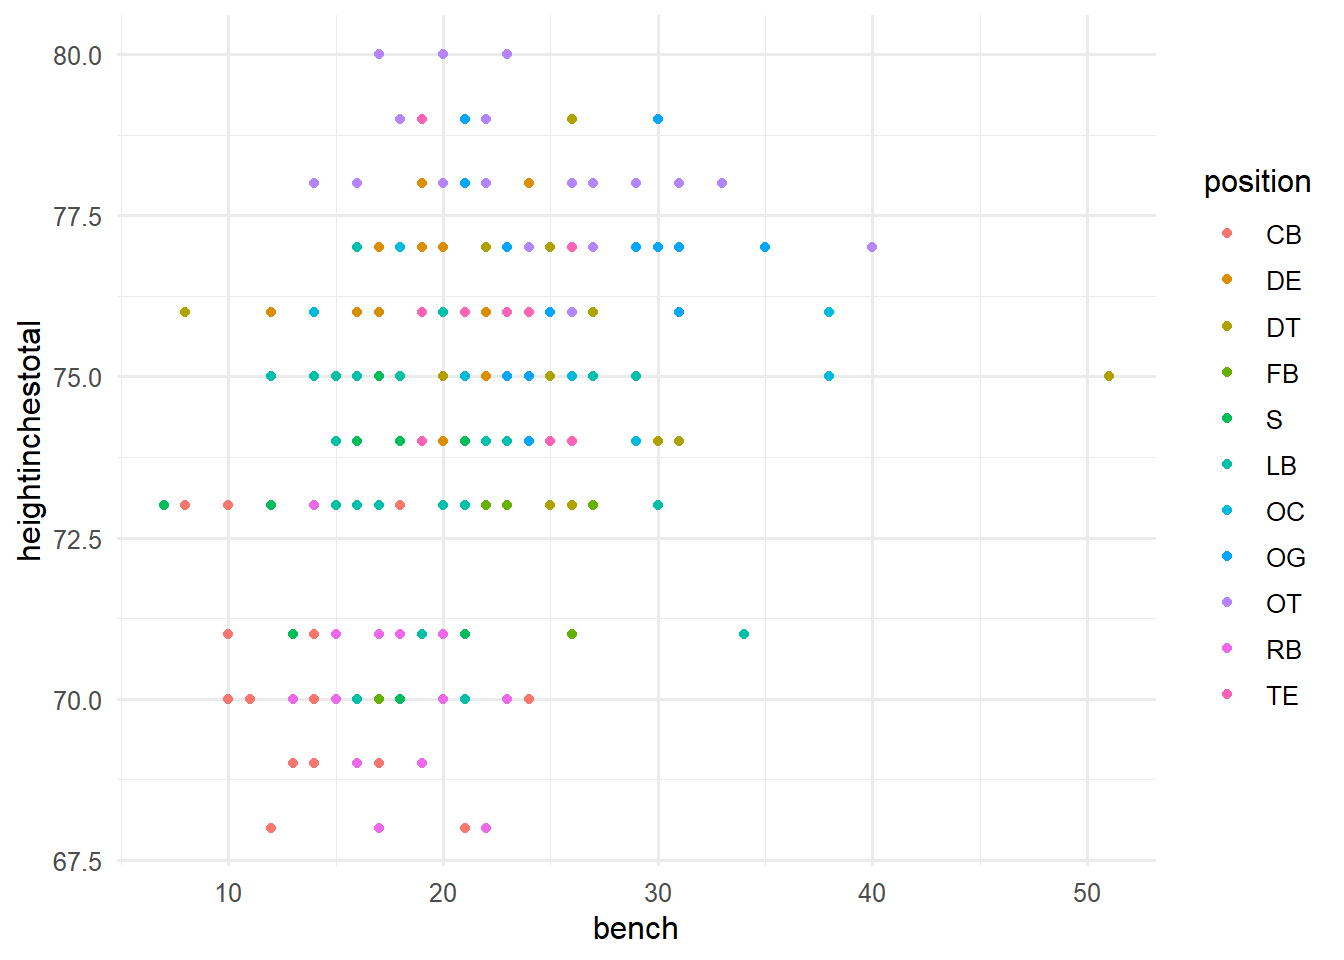 80.0
77.5
75.0
72.5
70.0
67.5
heightinchestotal
10 20 30 40 50
bench
position
CB
DE
DT
FB
S
LB
OC
OG
OT
RB
TE